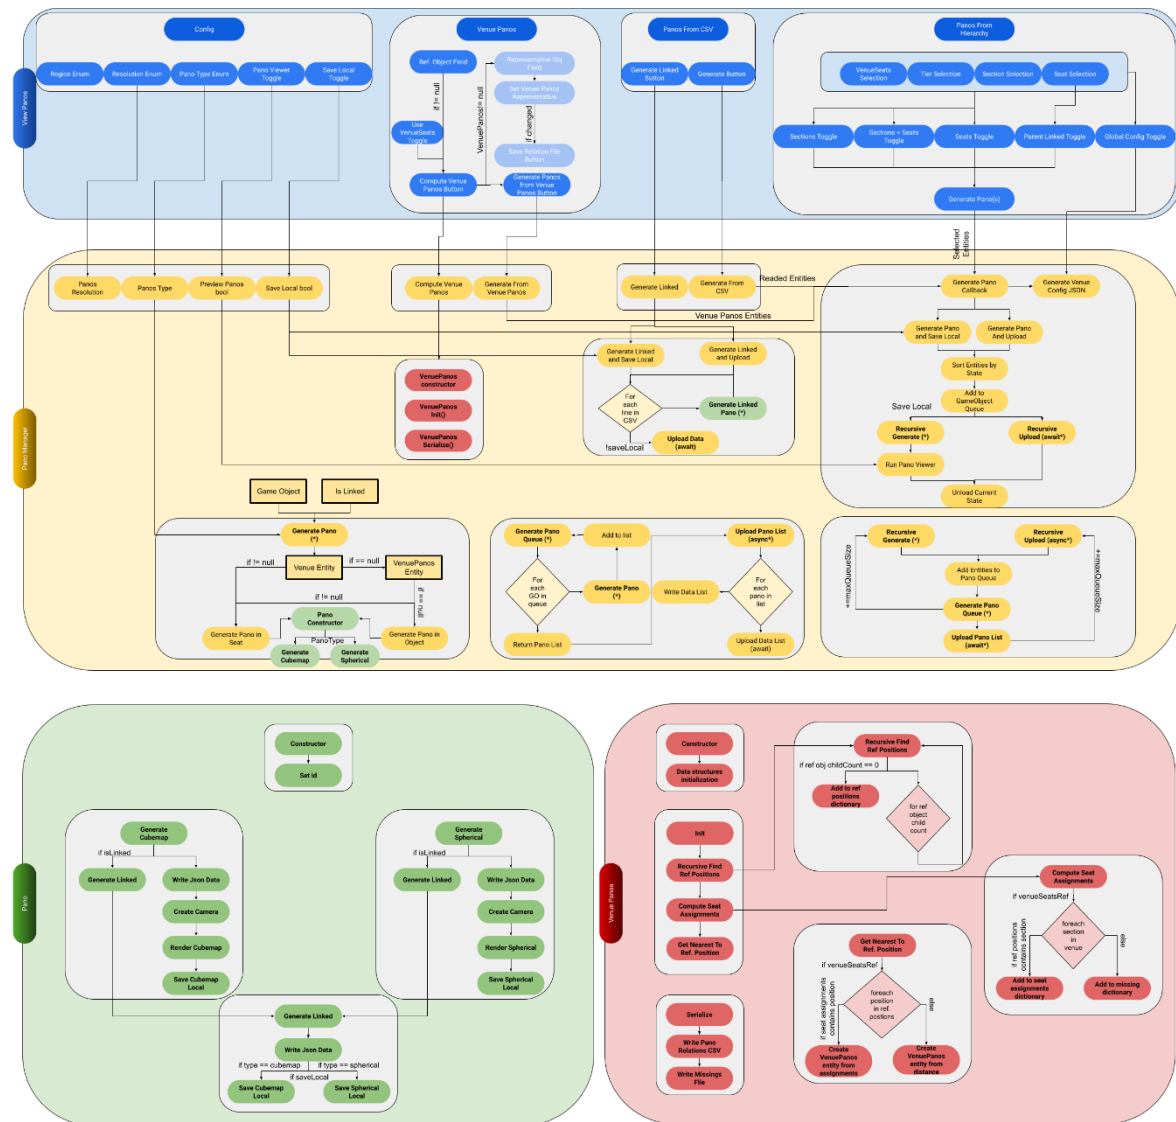 View Panos
Config
Region Enum
Resolution Enum
Pano Type Enum
Pano Viewer
Toggle
Save Local
Toggle
Venue Panos
Ref. Object Field
if != null
Use
VenueSeats
Toggle
VenuePanos!= null
Representative Obj.
Field
Set Venue Panos
Representative
if changed
Save Relation File
Button
Compute Venue
Panos Button
Generate Panos
from Venue
Panos Button
Panos From CSV
Generate Linked
Button
Generate Button
Panos From
Hierarchy
VenueSeats
Selection
Tier Selection
Section Selection
Seat Selection
Sections Toggle
Sections + Seats
Toggle
Seats Toggle
Parent Linked Toggle
Global Config Toggle
Generate Pano(s)
Selected
Entities
Pano Manager
Panos
Resolution
Panos Type
Preview Panos
bool
Save Local bool
Compute Venue
Panos
Generate From
Venue Panos
Generate Linked
Generate From
CSV
Readed Entities
Venue Panos Entities
Generate Pano
Callback
Generate Venue
Config JSON
Generate Pano
and Save Local
Generate Pano
And Upload
Sort Entities by
State
Add to
GameObject
Queue
Save Local
Recursive
Generate (*)
Recursive
Upload (await*)
Run Pano Viewer
Unload Current
State
VenuePanos
constructor
VenuePanos
Init()
VenuePanos
Serialize()
Generate Linked
and Save Local
Generate Linked
and Upload
For
each
line in
CSV
Generate Linked
Pano (*)
!saveLocal
Upload Data
(await)
Game Object
Is Linked
Generate Pano
(*)
if != null
Venue Entity
if == null
VenuePanos
Entity
if != null
if == null
Pano
Constructor
Generate Pano in
Seat
PanoType
Generate Pano in
Object
Generate
Cubemap
Generate
Spherical
Generate Pano
Queue (*)
Add to list
Upload Pano List
(async*)
For
each
GO in
queue
Generate Pano
(*)
Write Data List
For
each
pano in
list
Return Pano List
Upload Data List
(await)
Recursive
Generate (*)
Recursive
Upload (async*)
+=maxQueueSize
Add Entities to
Pano Queue
+=maxQueueSize
Generate Pano
Queue (*)
Upload Pano List
(await*)
Pano
Constructor
Set id
Generate
Cubemap
if isLinked
Generate Linked
Write Json Data
Create Camera
Render Cubemap
Save Cubemap
Local
Generate
Spherical
if isLinked
Generate Linked
Write Json Data
Create Camera
Render Spherical
Save Spherical
Local
Generate Linked
Write Json Data
if type == cubemap
if type == spherical
if saveLocal
Save Cubemap
Local
Save Spherical
Local
Venue Panos
Constructor
Data structures
initialization
Init
Recursive Find
Ref Positions
Compute Seat
Assignments
Get Nearest To
Ref. Position
Serialize
Write Pano
Relations CSV
Write Missings
File
Recursive Find
Ref Positions
if ref obj childCount == 0
Add to ref
positions
dictionary
for ref
object
child
count
Compute Seat
Assignments
if venueSeatsRef
foreach
section
in
venue
if ref positions
contains section
else
Add to seat
assignments
dictionary
Add to missing
dictionary
Get Nearest To
Ref. Position
if venueSeatsRef
foreach
position
in ref.
postions
if seat assignments
contains position
else
Create
VenuePanos
entity from
assignments
Create
VenuePanos
entity from
distance